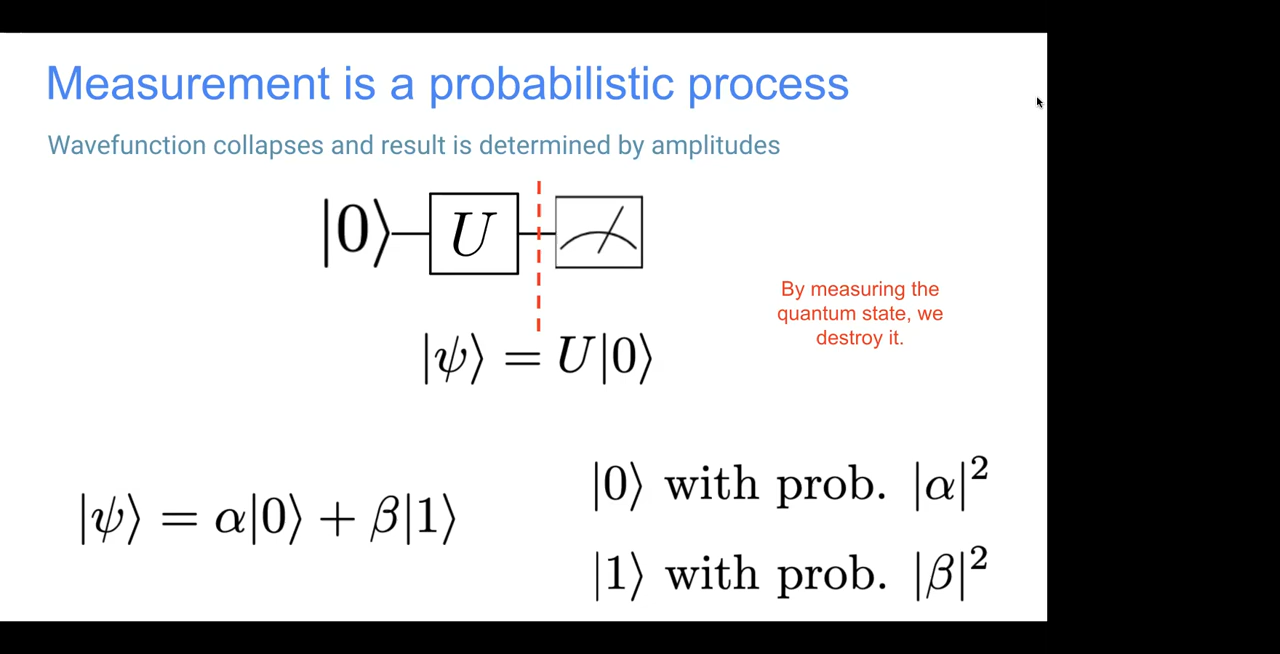 Measurement is a probabilistic process
Wavefunction collapses and result is determined by amplitudes
|0⟩ U
By measuring the
quantum state, we
destroy it.
|ψ⟩ = U|0⟩
|ψ⟩ = α|0⟩ + β|1⟩
|0⟩ with prob. |α|²
|1⟩ with prob. |β|²